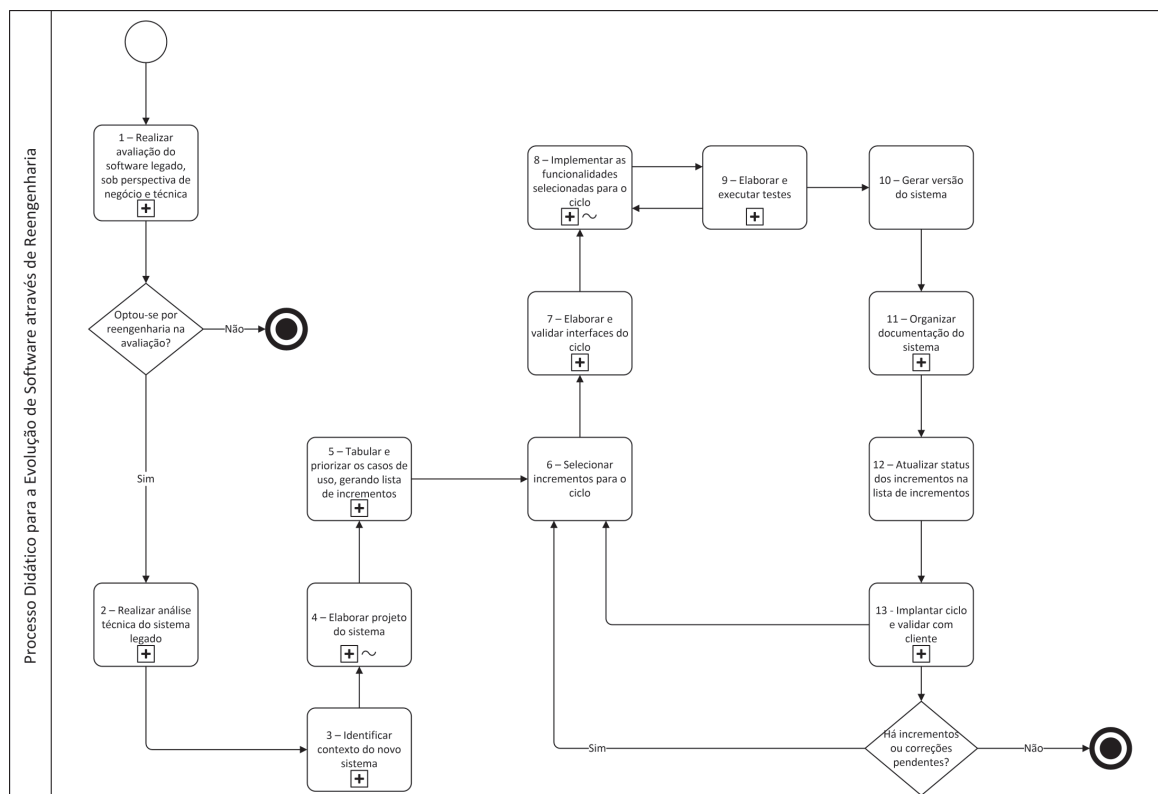 Processo Didático para a Evolução de Software através de Reengenharia
1 – Realizar
avaliação do
software legado,
sob perspectiva de
negócio e técnica
Optou-se por
reengenharia na
avaliação?
Não
Sim
2 – Realizar análise
técnica do sistema
legado
3 – Identificar
contexto do novo
sistema
4 – Elaborar projeto
do sistema
5 – Tabular e
priorizar os casos de
uso, gerando lista
de incrementos
6 – Selecionar
incrementos para o
ciclo
7 – Elaborar e
validar interfaces do
ciclo
8 – Implementar as
funcionalidades
selecionadas para o
ciclo
9 – Elaborar e
executar testes
10 – Gerar versão
do sistema
11 – Organizar
documentação do
sistema
12 – Atualizar status
dos incrementos na
lista de incrementos
13 - Implantar ciclo
e validar com
cliente
Há incrementos
ou correções
pendentes?
Sim
Não